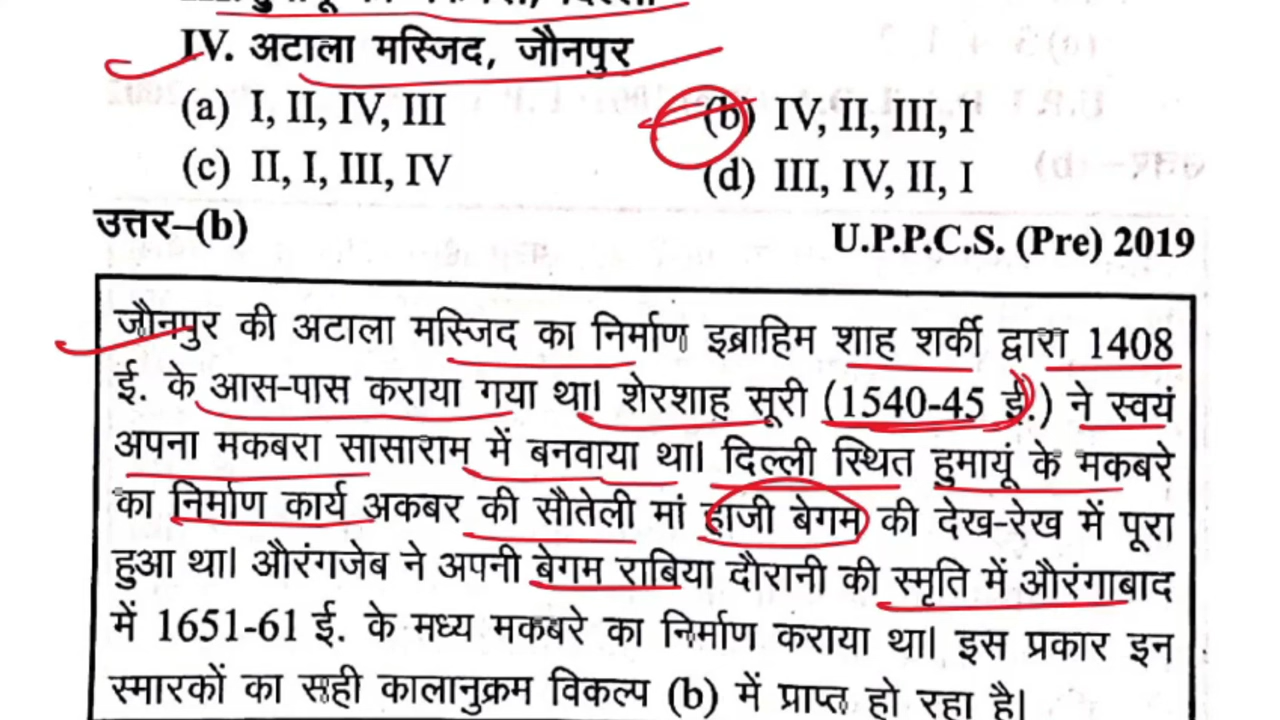 IV. अटाला मस्जिद, जौनपुर
(a) I, II, IV, III
(b) IV, II, III, I
(c) II, I, III, IV
(d) III, IV, II, I
उत्तर–(b)
U.P.P.C.S. (Pre) 2019
जौनपुर की अटाला मस्जिद का निर्माण इब्राहिम शाह शर्की द्वारा 1408
ई. के आस-पास कराया गया था। शेरशाह सूरी (1540-45 ई.) ने स्वयं
अपना मकबरा सासाराम में बनवाया था। दिल्ली स्थित हुमायूं के मकबरे
का निर्माण कार्य अकबर की सौतेली मां हाजी बेगम की देख-रेख में पूरा
हुआ था। औरंगजेब ने अपनी बेगम राबिया दौरानी की स्मृति में औरंगाबाद
में 1651-61 ई. के मध्य मकबरे का निर्माण कराया था। इस प्रकार इन
स्मारकों का सही कालानुक्रम विकल्प (b) में प्राप्त हो रहा है।